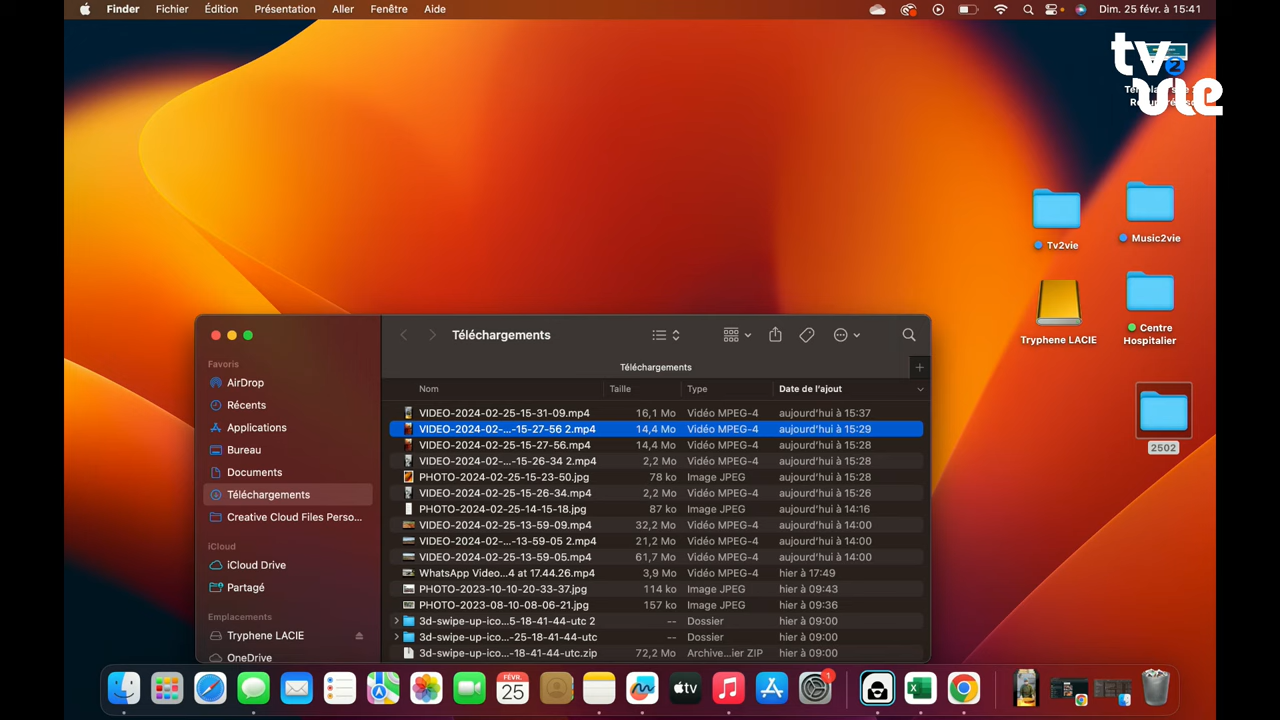 Finder Fichier Édition Présentation Aller Fenêtre Aide Dim. 25 févr. à 15:41
tv 2 vie
Tv2vie
Music2vie
Tryphene LACIE
Centre
Hospitalier
2502
Téléchargements
Téléchargements
Favoris
AirDrop
Récents
Applications
Bureau
Documents
Téléchargements
Creative Cloud Files Perso...
iCloud
iCloud Drive
Partagé
Emplacements
Tryphene LACIE
OneDrive
Nom Taille Type Date de l'ajout
VIDEO-2024-02-25-15-31-09.mp4 16,1 Mo Vidéo MPEG-4 aujourd'hui à 15:37
VIDEO-2024-02-...-15-27-56 2.mp4 14,4 Mo Vidéo MPEG-4 aujourd'hui à 15:29
VIDEO-2024-02-25-15-27-56.mp4 14,4 Mo Vidéo MPEG-4 aujourd'hui à 15:28
VIDEO-2024-02-...-15-26-34 2.mp4 2,2 Mo Vidéo MPEG-4 aujourd'hui à 15:28
PHOTO-2024-02-25-15-23-50.jpg 78 ko Image JPEG aujourd'hui à 15:28
VIDEO-2024-02-25-15-26-34.mp4 2,2 Mo Vidéo MPEG-4 aujourd'hui à 15:26
PHOTO-2024-02-25-14-15-18.jpg 87 ko Image JPEG aujourd'hui à 14:16
VIDEO-2024-02-25-13-59-09.mp4 32,2 Mo Vidéo MPEG-4 aujourd'hui à 14:00
VIDEO-2024-02-...-13-59-05 2.mp4 21,2 Mo Vidéo MPEG-4 aujourd'hui à 14:00
VIDEO-2024-02-25-13-59-05.mp4 61,7 Mo Vidéo MPEG-4 aujourd'hui à 14:00
WhatsApp Video...4 at 17.44.26.mp4 3,9 Mo Vidéo MPEG-4 hier à 17:49
PHOTO-2023-10-10-20-33-37.jpg 114 ko Image JPEG hier à 09:43
PHOTO-2023-08-10-08-06-21.jpg 157 ko Image JPEG hier à 09:36
3d-swipe-up-ico...5-18-41-44-utc 2 -- Dossier hier à 09:00
3d-swipe-up-ico...-25-18-41-44-utc -- Dossier hier à 09:00
3d-swipe-up-ico...-18-41-44-utc.zip 72,2 Mo Archive...ier ZIP hier à 09:00
FÉVR.
25
tv
1